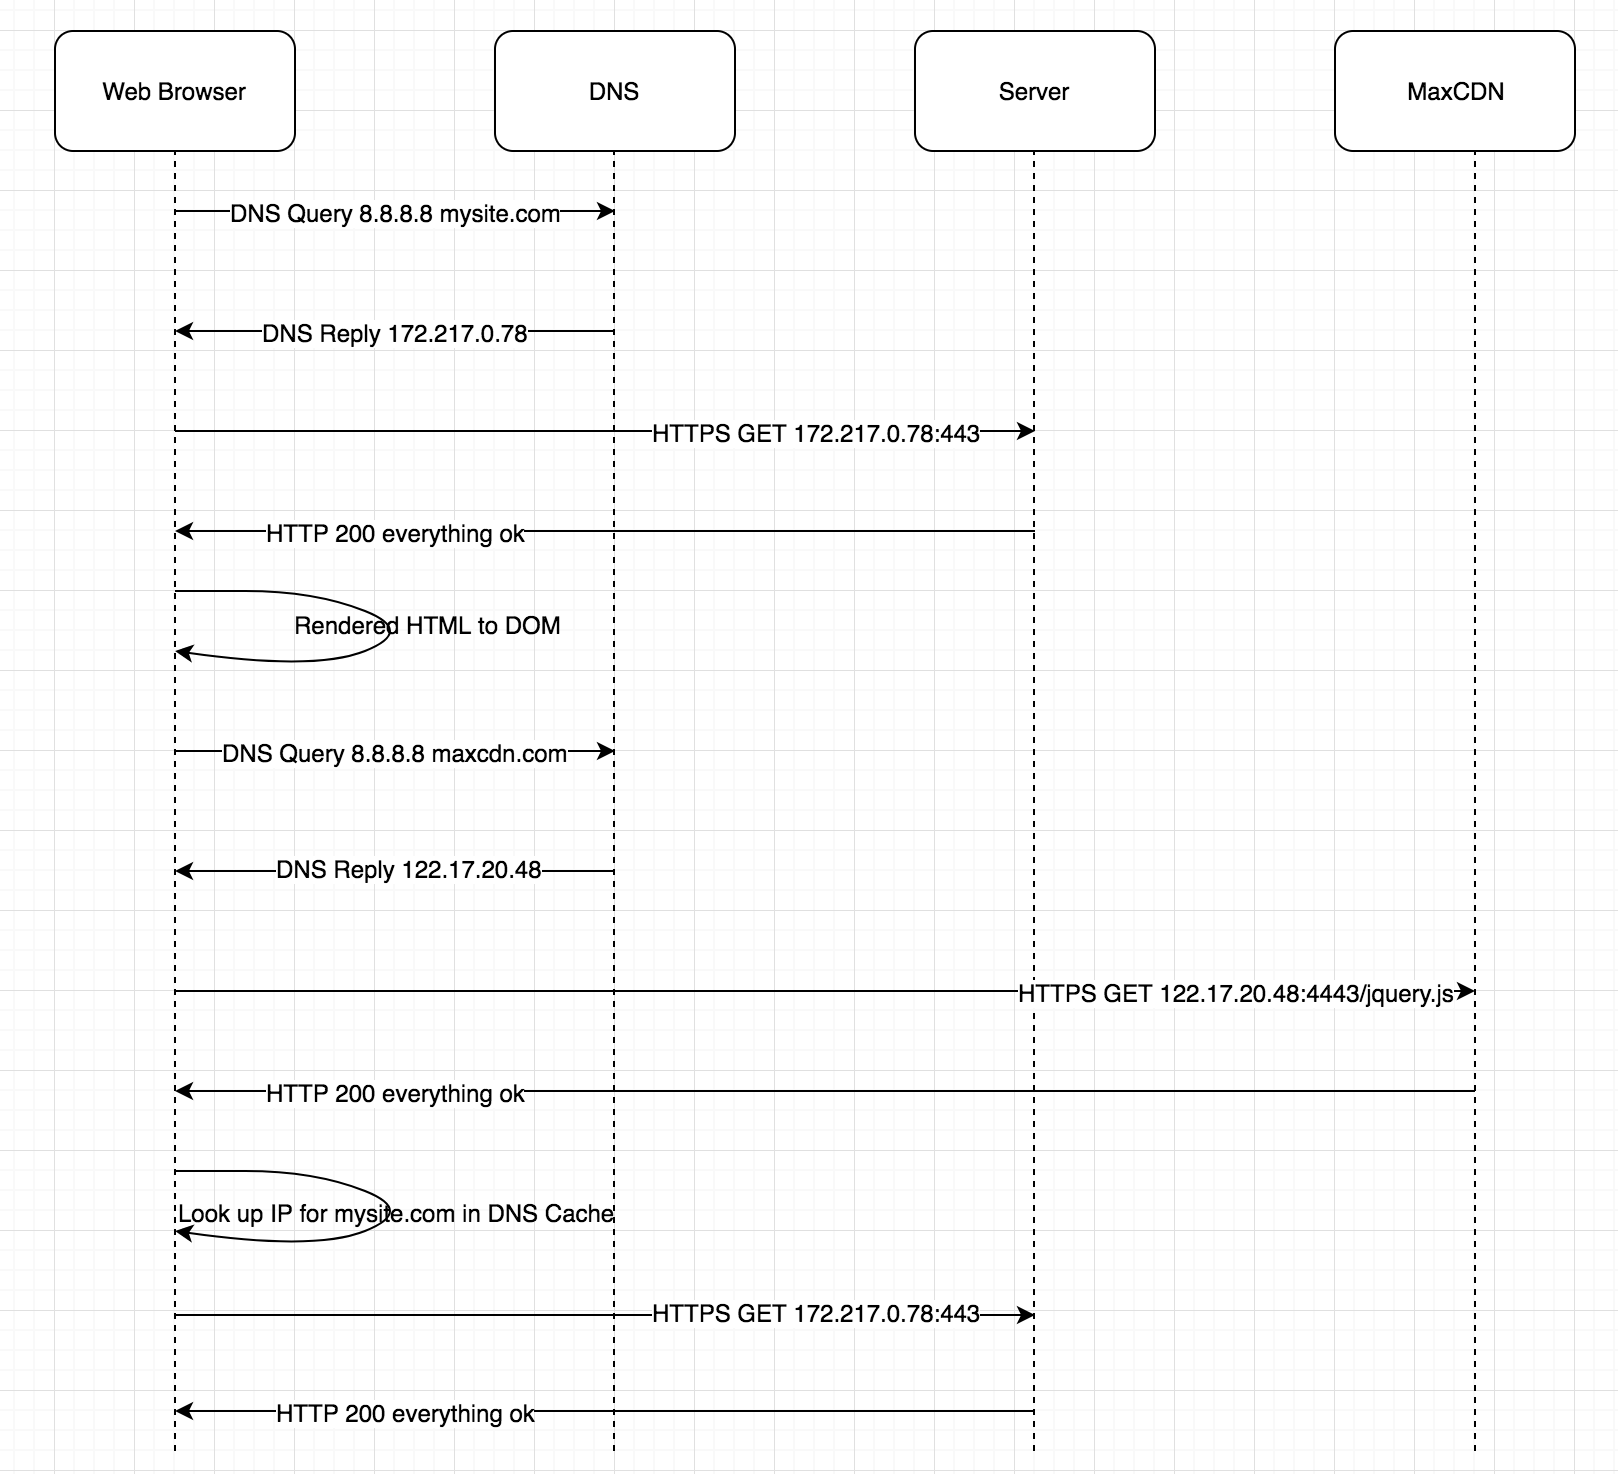 Web Browser
DNS
Server
MaxCDN
DNS Query 8.8.8.8 mysite.com
DNS Reply 172.217.0.78
HTTPS GET 172.217.0.78:443
HTTP 200 everything ok
Rendered HTML to DOM
DNS Query 8.8.8.8 maxcdn.com
DNS Reply 122.17.20.48
HTTPS GET 122.17.20.48:4443/jquery.js
HTTP 200 everything ok
Look up IP for mysite.com in DNS Cache
HTTPS GET 172.217.0.78:443
HTTP 200 everything ok